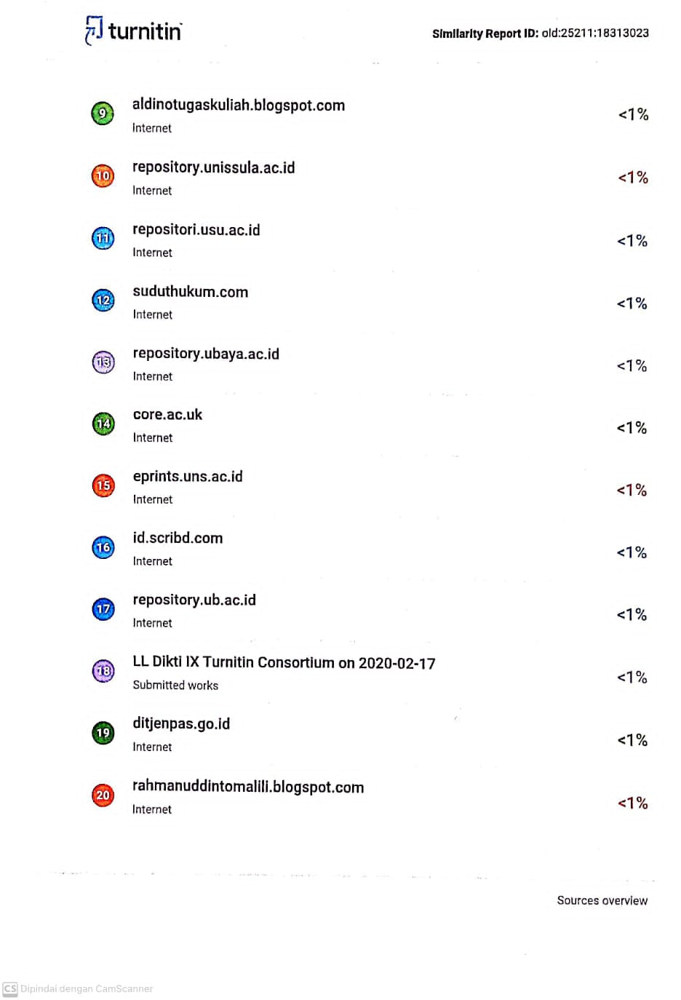 turnitin
Similarity Report ID: oid:25211:18313023
9
aldinotugaskuliah.blogspot.com
<1%
Internet
10
repository.unissula.ac.id
<1%
Internet
11
repositori.usu.ac.id
<1%
Internet
12
suduthukum.com
<1%
Internet
13
repository.ubaya.ac.id
<1%
Internet
14
core.ac.uk
<1%
Internet
15
eprints.uns.ac.id
<1%
Internet
16
id.scribd.com
<1%
Internet
17
repository.ub.ac.id
<1%
Internet
18
LL Dikti IX Turnitin Consortium on 2020-02-17
<1%
Submitted works
19
ditjenpas.go.id
<1%
Internet
20
rahmanuddintomalili.blogspot.com
<1%
Internet
Sources overview
CS Dipindai dengan CamScanner